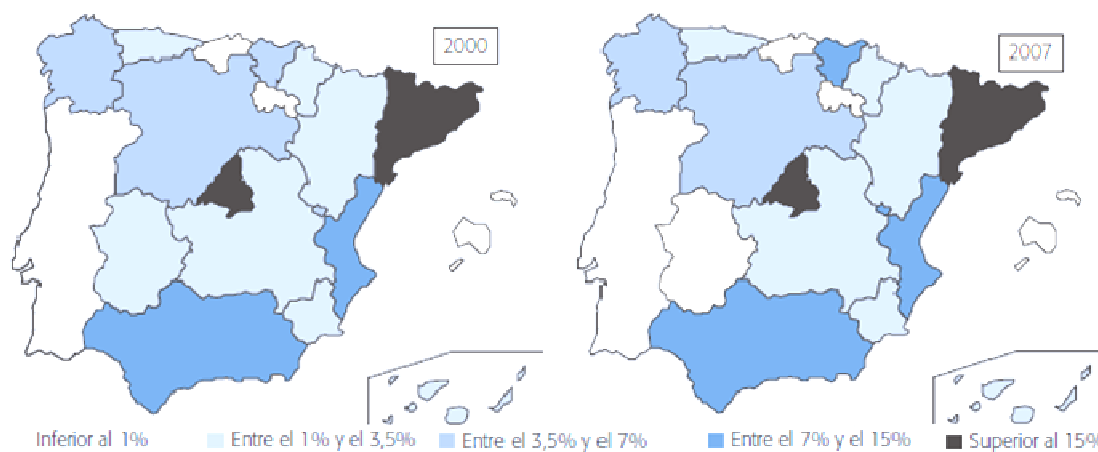 2000
2007
Inferior al 1% Entre el 1% y el 3,5% Entre el 3,5% y el 7% Entre el 7% y el 15% Superior al 15%